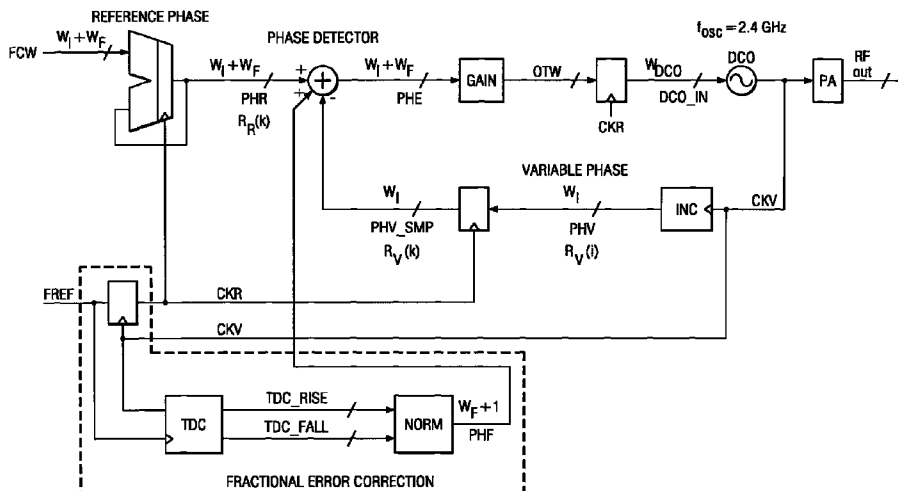 REFERENCE PHASE
FCW
W_I+W_F
W_I+W_F
PHR
R_R(k)
PHASE DETECTOR
+
+
-
W_I+W_F
PHE
GAIN
OTW
CKR
W_DCO
DCO_IN
f_OSC=2.4 GHz
DCO
PA
RF
out
VARIABLE PHASE
W_I
PHV_SMP
R_V(k)
W_I
PHV
R_V(i)
INC
CKV
FREF
CKR
CKV
TDC
TDC_RISE
TDC_FALL
NORM
W_F+1
PHF
FRACTIONAL ERROR CORRECTION